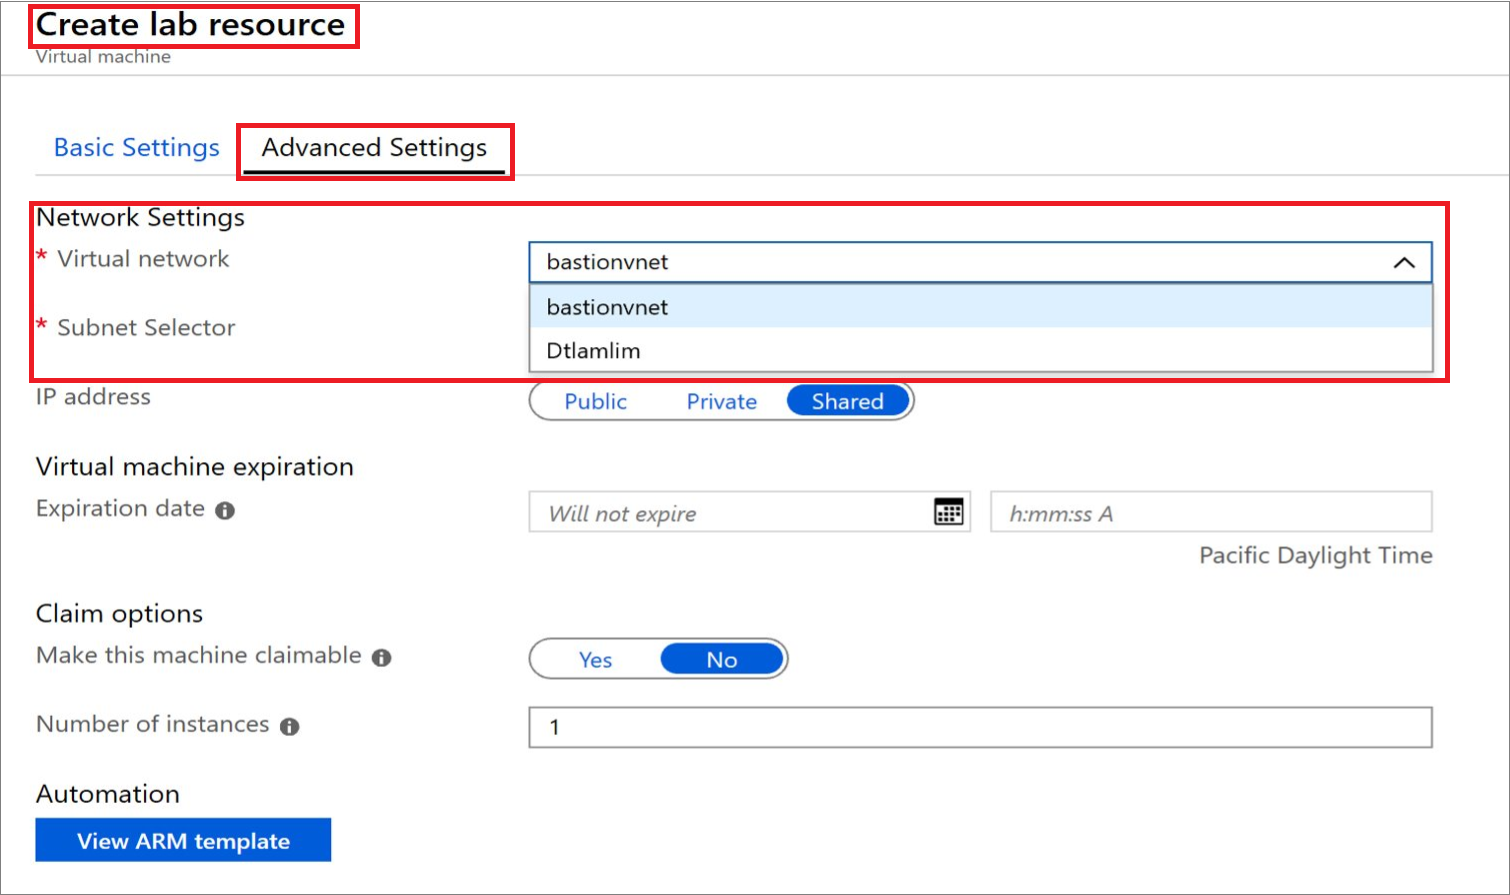 Create lab resource
Virtual machine
Basic Settings Advanced Settings
Network Settings
* Virtual network bastionvnet
bastionvnet
* Subnet Selector
Dtlamlim
IP address Public Private Shared
Virtual machine expiration
Expiration date Will not expire h:mm:ss A
Pacific Daylight Time
Claim options
Make this machine claimable Yes No
Number of instances 1
Automation
View ARM template